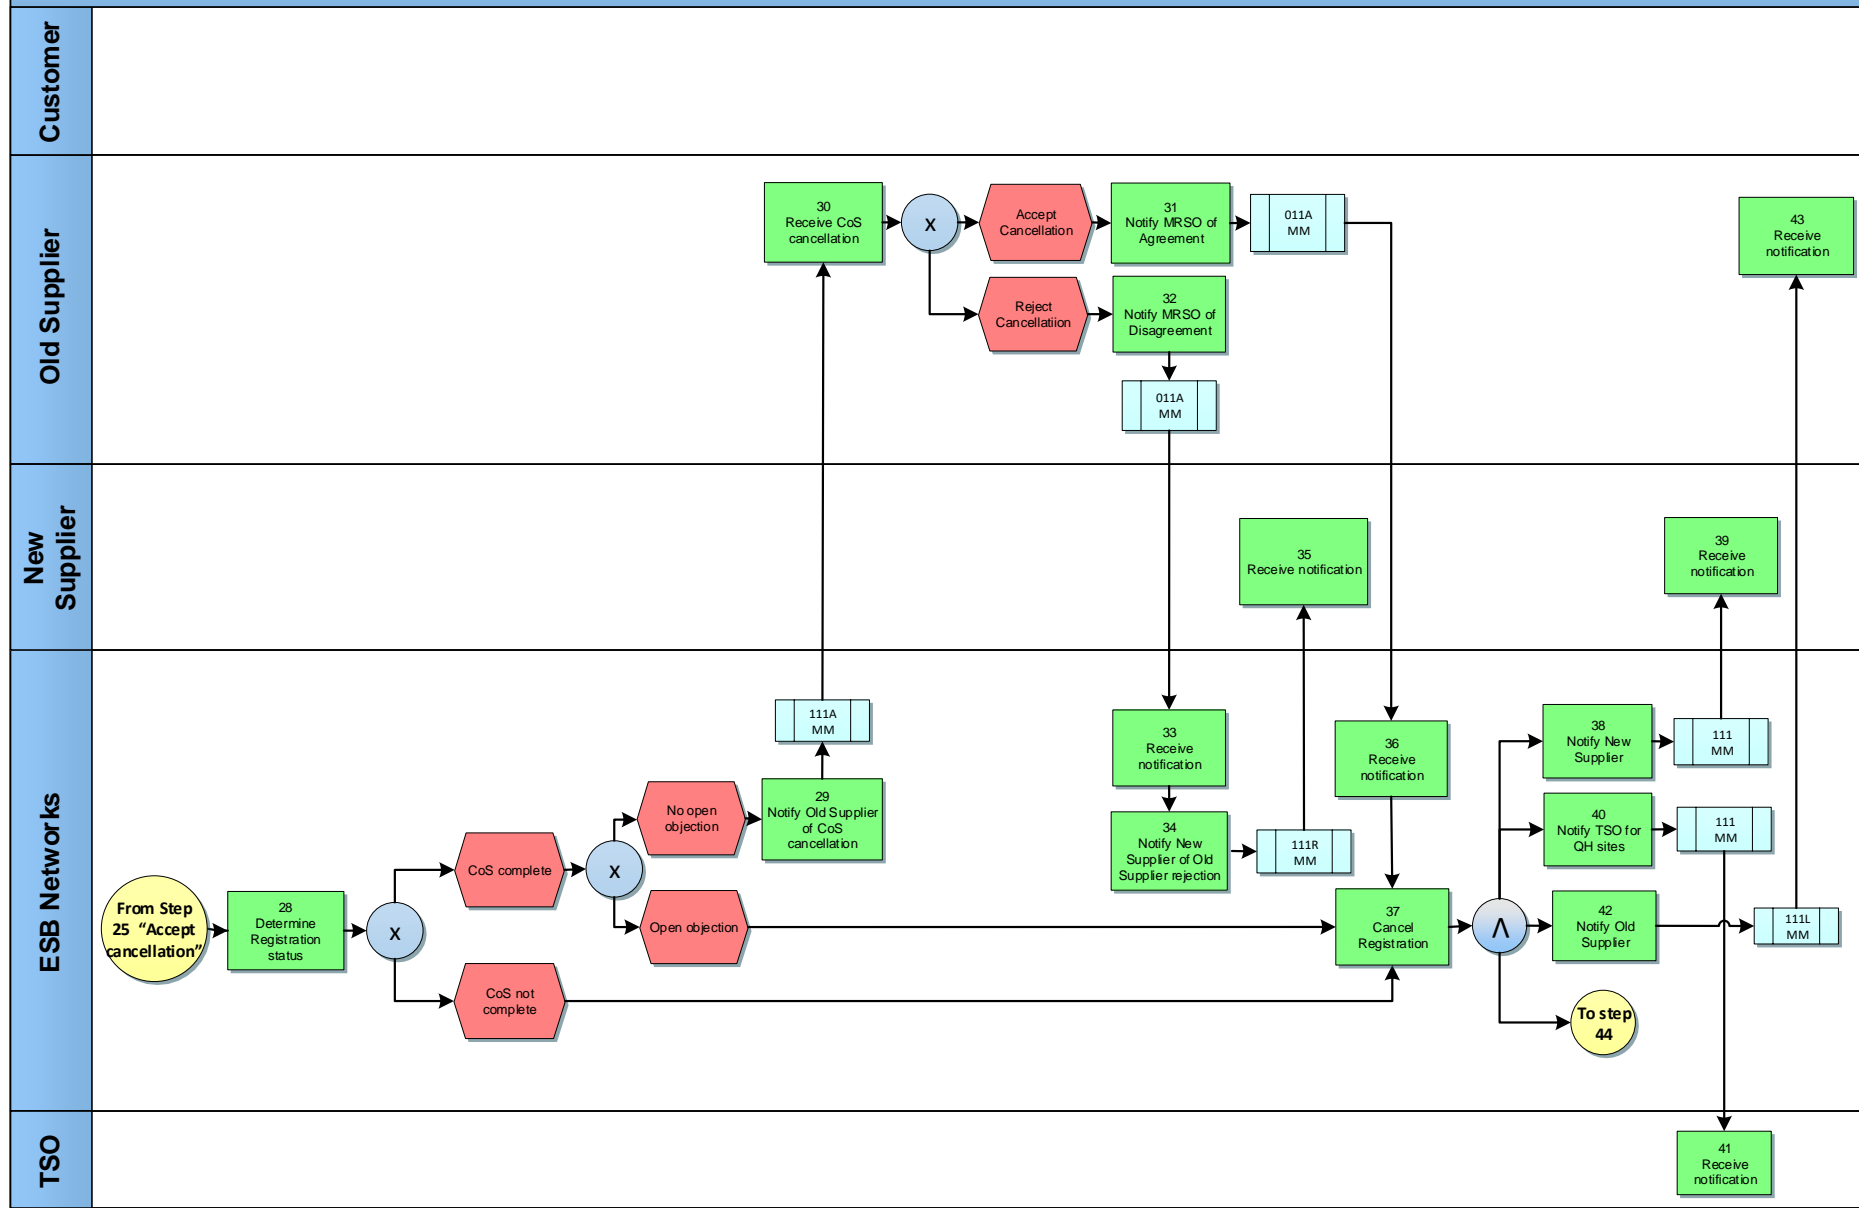 Customer
Old Supplier
30
Receive CoS
cancellation
X
Accept
Cancellation
31
Notify MRSO of
Agreement
011A
MM
43
Receive
notification
Reject
Cancellatiion
32
Notify MRSO of
Disagreement
011A
MM
New
Supplier
35
Receive notification
39
Receive
notification
ESB Networks
From Step
25 “Accept
cancellation”
28
Determine
Registration
status
X
CoS complete
CoS not
complete
X
No open
objection
Open objection
29
Notify Old Supplier
of CoS
cancellation
111A
MM
33
Receive
notification
34
Notify New
Supplier of Old
Supplier rejection
111R
MM
36
Receive
notification
37
Cancel
Registration
Λ
38
Notify New
Supplier
111
MM
40
Notify TSO for
QH sites
111
MM
42
Notify Old
Supplier
111L
MM
To step
44
TSO
41
Receive
notification